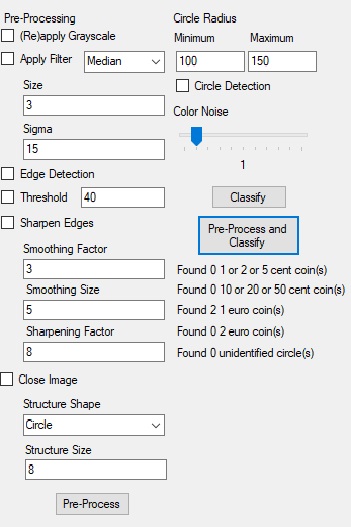 Pre-Processing
(Re)apply Grayscale
Apply Filter Median
Size
3
Sigma
15
Edge Detection
Threshold 40
Sharpen Edges
Smoothing Factor
3
Smoothing Size
5
Sharpening Factor
8
Close Image
Structure Shape
Circle
Structure Size
8
Pre-Process
Circle Radius
Minimum Maximum
100 150
Circle Detection
Color Noise
1
Classify
Pre-Process and
Classify
Found 0 1 or 2 or 5 cent coin(s)
Found 0 10 or 20 or 50 cent coin(s)
Found 2 1 euro coin(s)
Found 0 2 euro coin(s)
Found 0 unidentified circle(s)